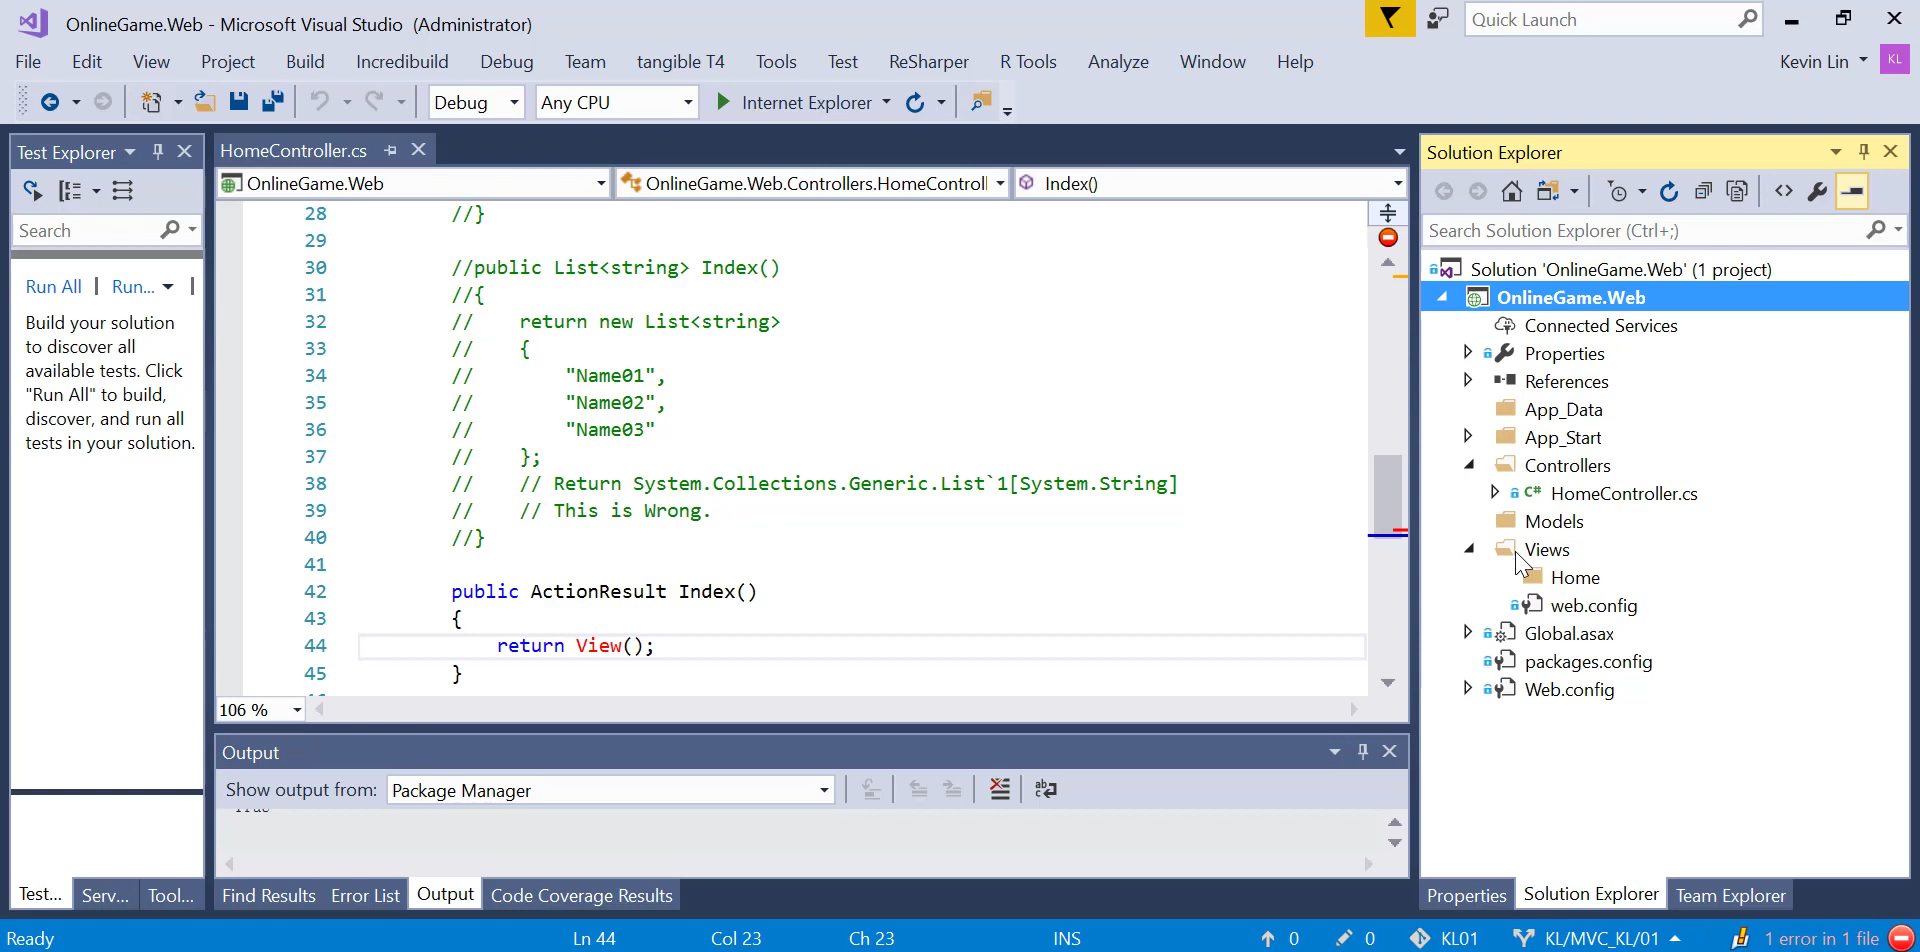 OnlineGame.Web - Microsoft Visual Studio (Administrator)
Quick Launch
File Edit View Project Build Incredibuild Debug Team tangible T4 Tools Test Analyze ReSharper R Tools Analyze Window Help
Kevin Lin KL
Debug Any CPU Internet Explorer
Test Explorer
Search
Run All | Run... |
Build your solution
to discover all
available tests. Click
"Run All" to build,
discover, and run all
tests in your solution.
Test... Serv... Tool...
HomeController.cs
OnlineGame.Web OnlineGame.Web.Controllers.HomeControll Index()
28 //}
29
30 //public List<string> Index()
31 //{
32 // return new List<string>
33 // {
34 // "Name01",
35 // "Name02",
36 // "Name03"
37 // };
38 // // Return System.Collections.Generic.List`1[System.String]
39 // // This is Wrong.
40 //}
41
42 public ActionResult Index()
43 {
44 return View();
45 }
106 %
Output
Show output from: Package Manager
Find Results Error List Output Code Coverage Results
Solution Explorer
Search Solution Explorer (Ctrl+;)
Solution 'OnlineGame.Web' (1 project)
OnlineGame.Web
Connected Services
Properties
References
App_Data
App_Start
Controllers
C# HomeController.cs
Models
Views
Home
web.config
Global.asax
packages.config
Web.config
Properties Solution Explorer Team Explorer
Ready Ln 44 Col 23 Ch 23 INS 0 0 KL01 KL/MVC_KL/01 1 error in 1 file